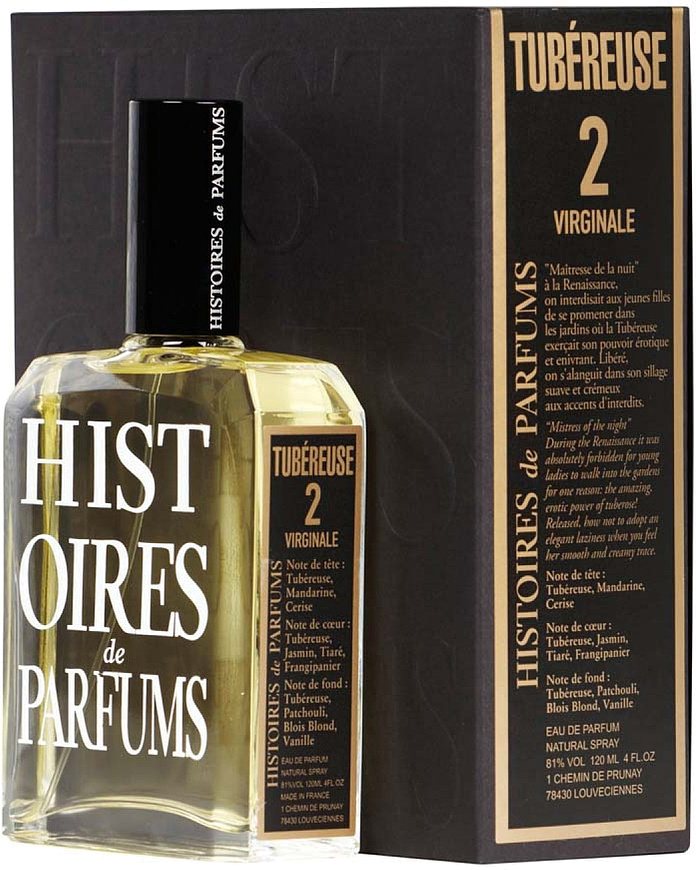 HIST
TUBÉREUSE
2
VIRGINALE
HISTOIRES de PARFUMS
"Maitresse de la nuit"
à la Renaissance,
on interdisait aux jeunes filles
de se promener dans
les jardins où la Tubéreuse
exerçait son pouvoir érotique
et enivrant. Libéré,
on s'alanguit dans son sillage
suave et crémeux
aux accents d'interdits.
"Mistress of the night"
During the Renaissance it was
absolutely forbidden for young
ladies to walk into the gardens
for one reason: the amazing,
erotic power of tuberose!
Released, how not to adopt an
elegant laziness when you feel
her smooth and creamy trace.
Note de tête :
Tubéreuse, Mandarine,
Cerise
Note de cœur :
Tubéreuse, Jasmin,
Tiaré, Frangipanier
Note de fond :
Tubéreuse, Patchouli,
Blois Blond, Vanille
EAU DE PARFUM
NATURAL SPRAY
81% VOL 120 ML 4 FL.OZ
1 CHEMIN DE PRUNAY
78430 LOUVECIENNES
HISTOIRES de PARFUMS
HIST
OIRES
de
PARFUMS
TUBÉREUSE
2
VIRGINALE
HISTOIRES de PARFUMS
Note de tête :
Tubéreuse,
Mandarine,
Cerise
Note de cœur :
Tubéreuse,
Jasmin, Tiaré,
Frangipanier
Note de fond :
Tubéreuse,
Patchouli,
Blois Blond,
Vanille
EAU DE PARFUM
NATURAL SPRAY
81%VOL 120ML 4FL.OZ
MADE IN FRANCE
1 CHEMIN DE PRUNAY
78430 LOUVECIENNES